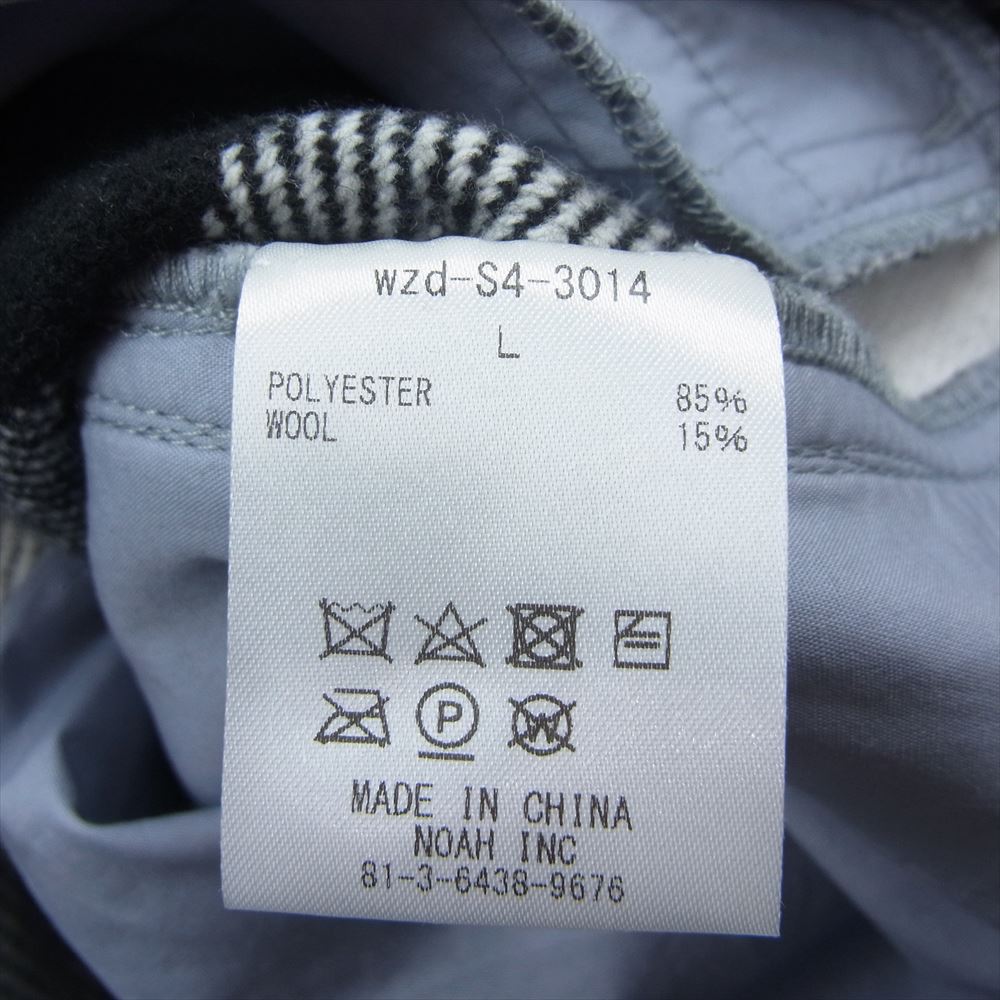 wzd-S4-3014
L
POLYESTER 85%
WOOL 15%
P
W
MADE IN CHINA
NOAH INC
81-3-6438-9676